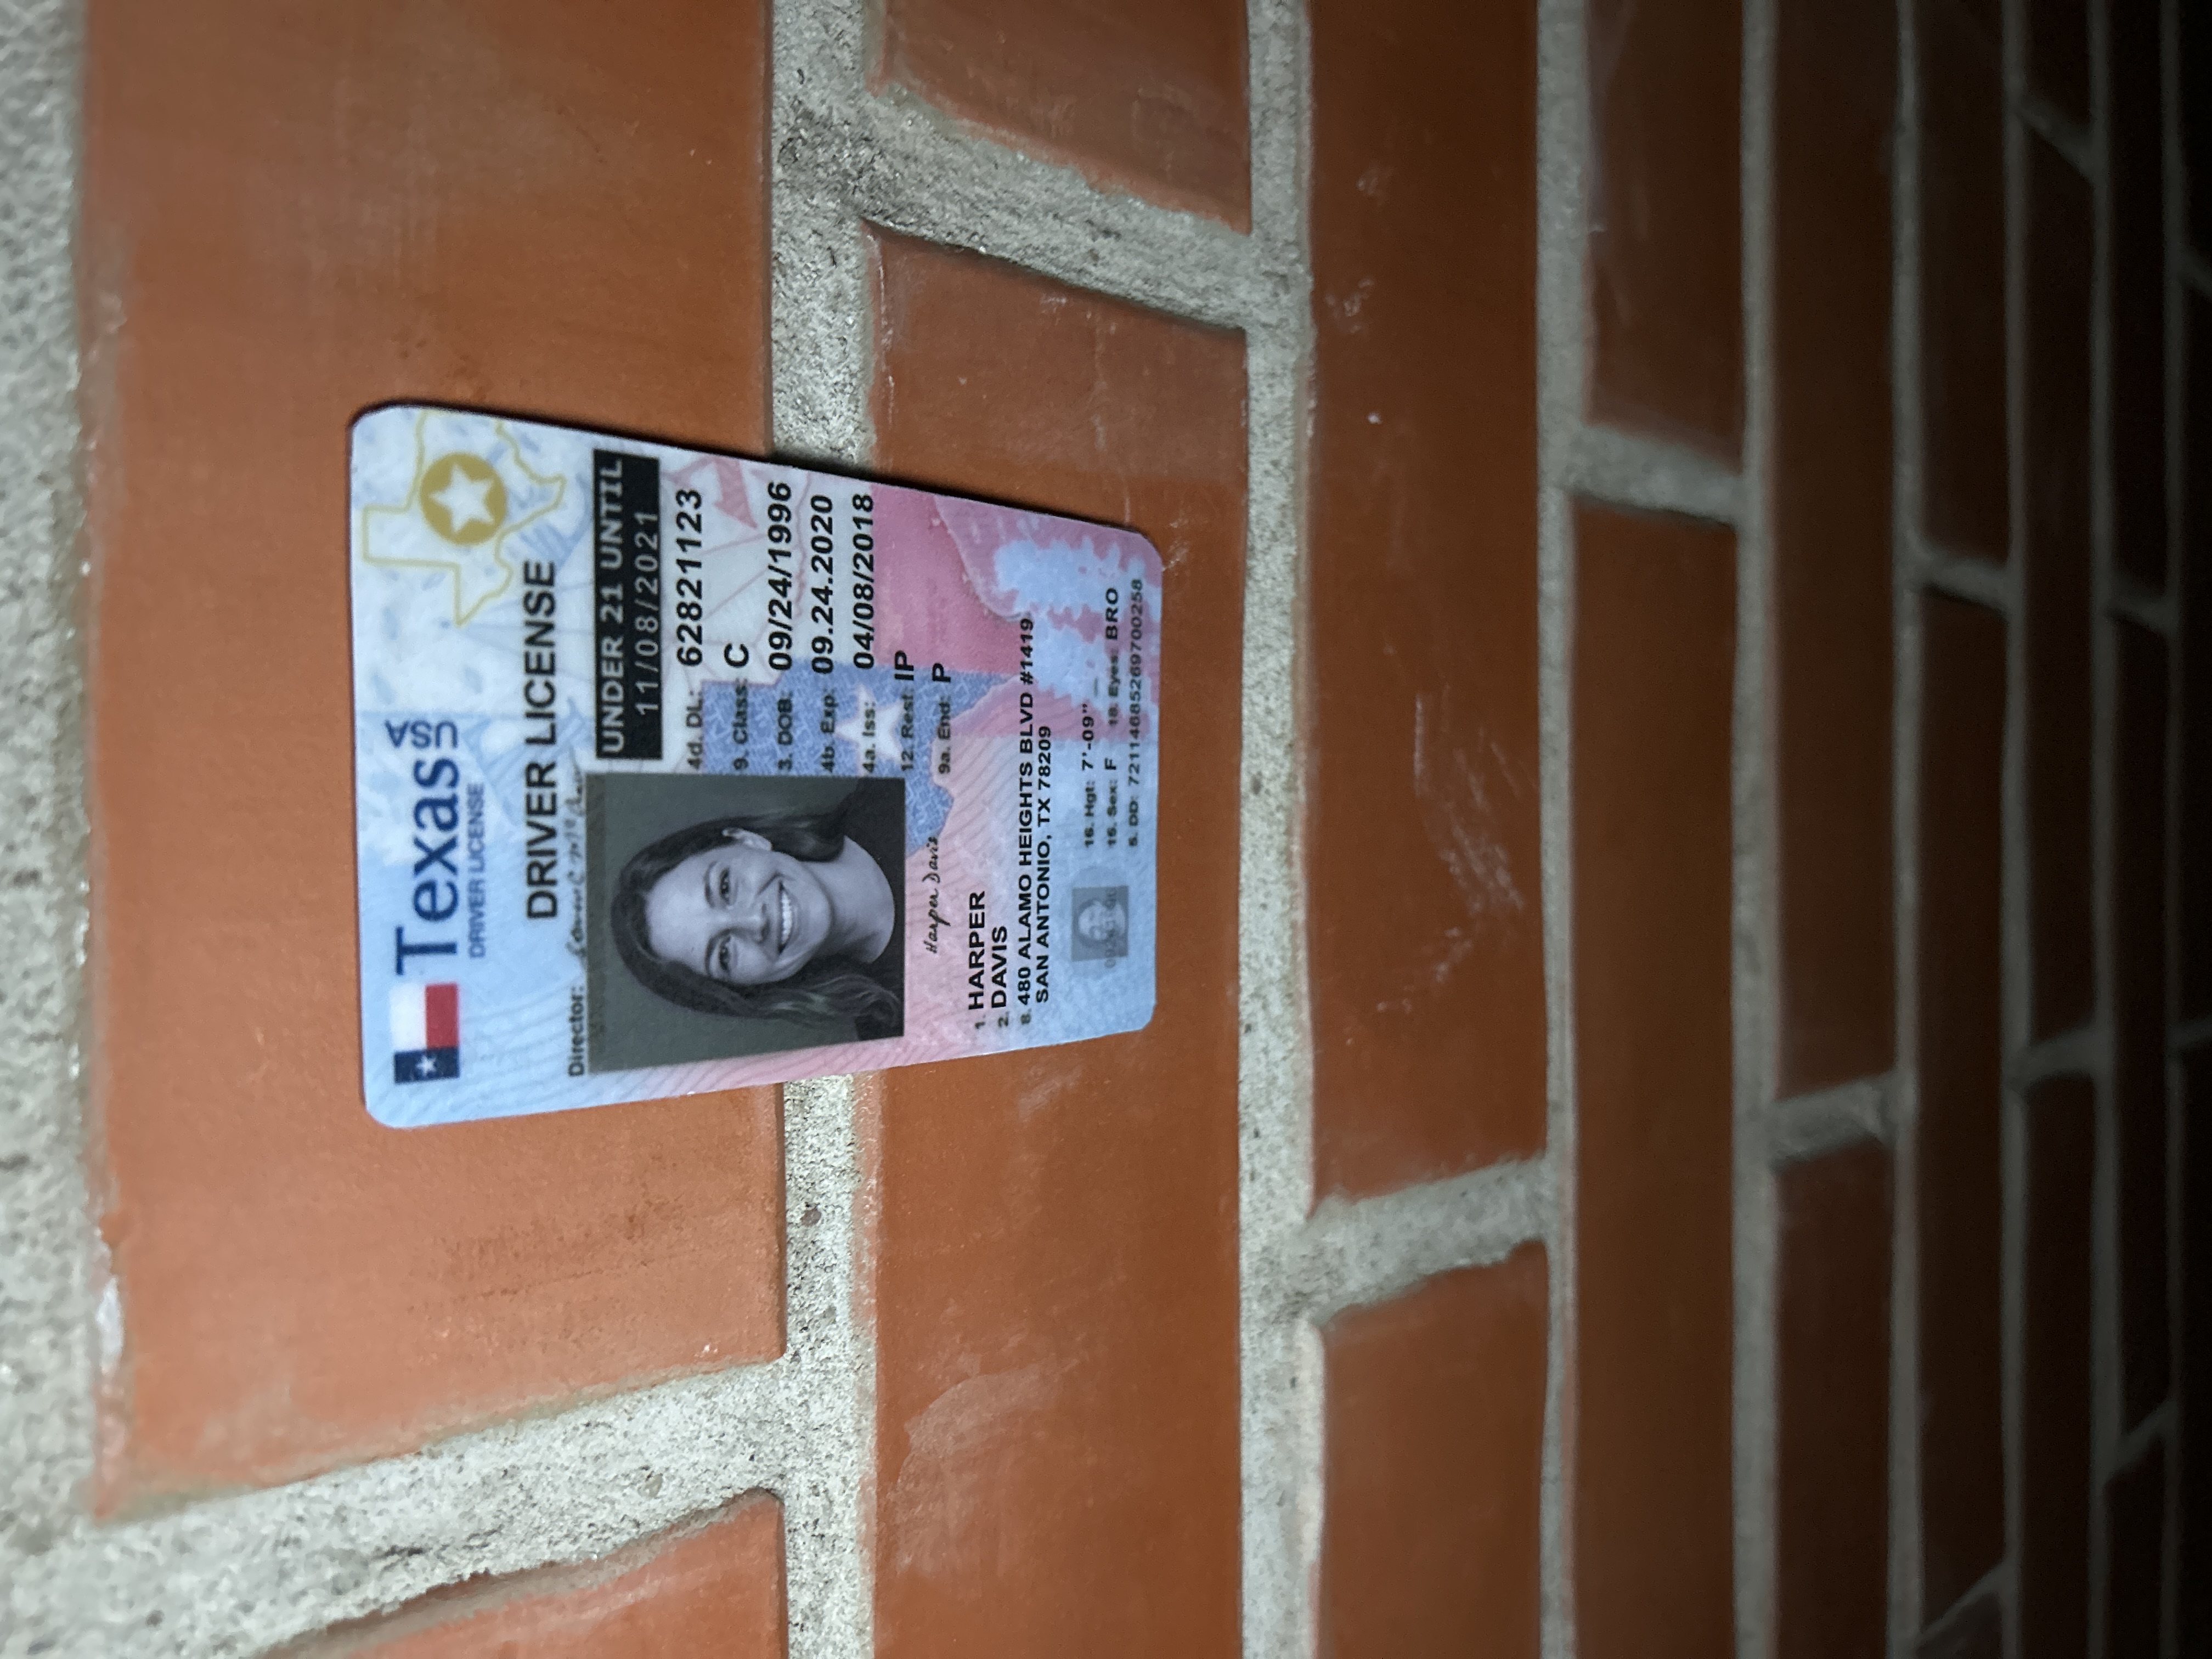 Texas USA
DRIVER LICENSE
DRIVER LICENSE
Director:
UNDER 21 UNTIL
11/08/2021
4d. DL: 62821123
9. Class: C
3. DOB: 09/24/1996
4b. Exp: 09.24.2020
4a. Iss: 04/08/2018
12. Rest: IP
9a. End: P
Harper Davis
1. HARPER
2. DAVIS
8. 480 ALAMO HEIGHTS BLVD #1419
SAN ANTONIO, TX 78209
16. Hgt: 7'-09" _
15. Sex: F 18. Eyes: BRO
5. DD: 72114685269700258